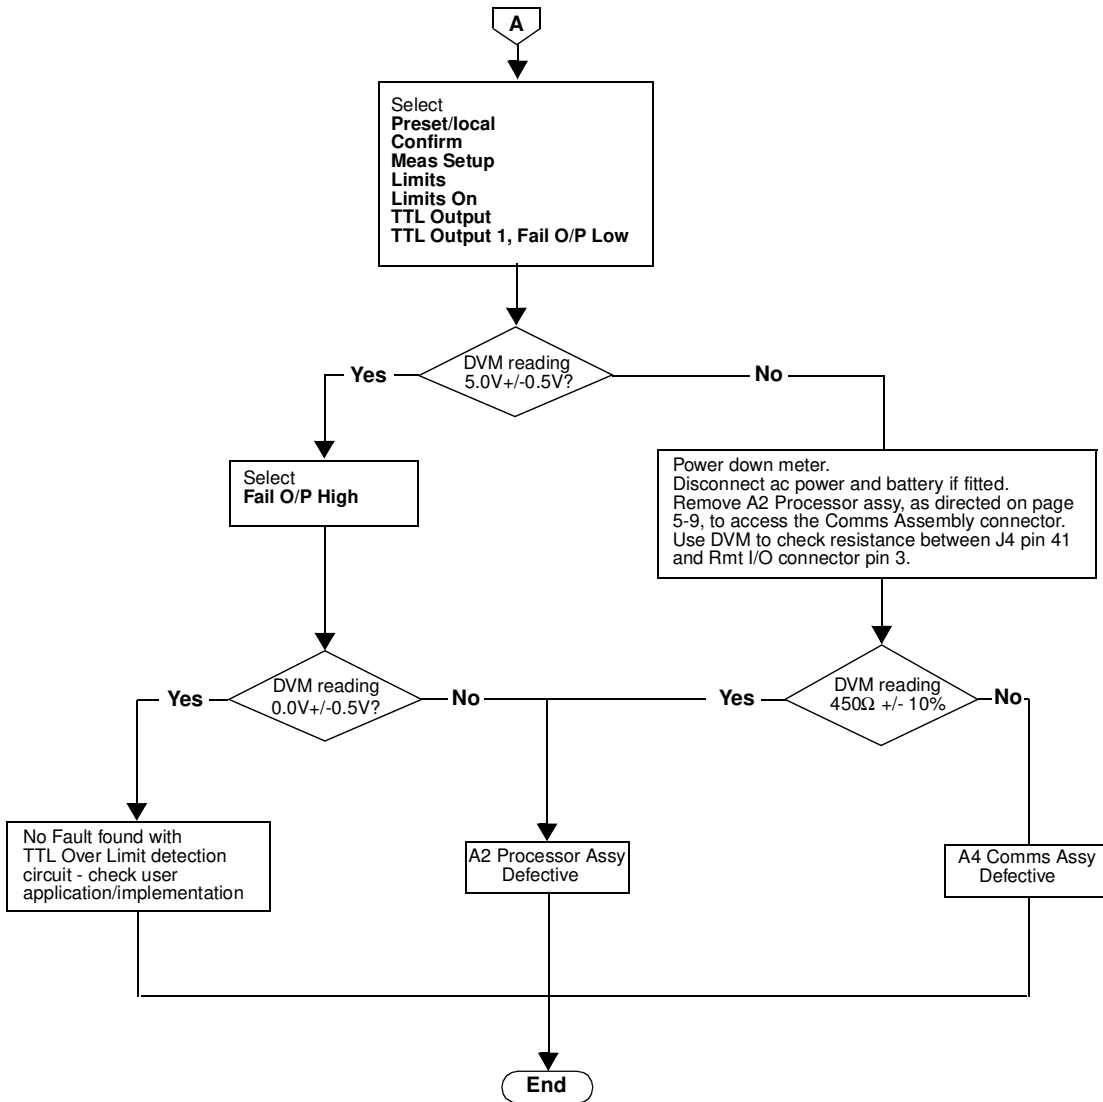 A
Select
Preset/local
Confirm
Meas Setup
Limits
Limits On
TTL Output
TTL Output 1, Fail O/P Low
DVM reading
5.0V+/-0.5V?
Yes
No
Select
Fail O/P High
Power down meter.
Disconnect ac power and battery if fitted.
Remove A2 Processor assy, as directed on page
5-9, to access the Comms Assembly connector.
Use DVM to check resistance between J4 pin 41
and Rmt I/O connector pin 3.
DVM reading
0.0V+/-0.5V?
Yes
No
DVM reading
450Ω +/- 10%
Yes
No
No Fault found with
TTL Over Limit detection
circuit - check user
application/implementation
A2 Processor Assy
Defective
A4 Comms Assy
Defective
End